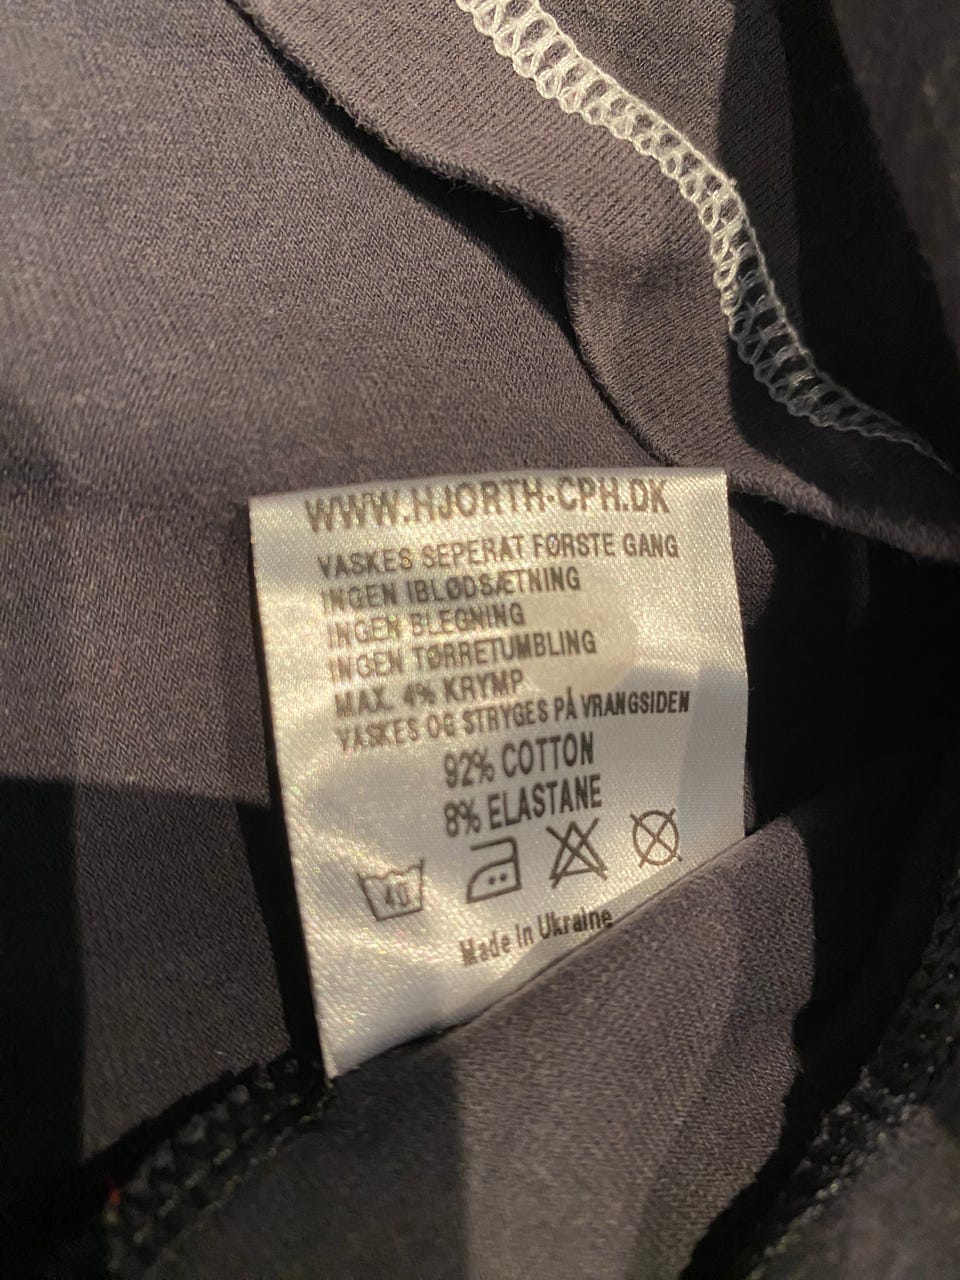 WWW.HJORTH-CPH.DK
VASKES SEPERAT FØRSTE GANG
INGEN IBLØDSÆTNING
INGEN BLEGNING
INGEN TØRRETUMBLING
MAX. 4% KRYMP
VASKES OG STRYGES PÅ VRANGSIDEN
92% COTTON
8% ELASTANE
40
Made In Ukraine